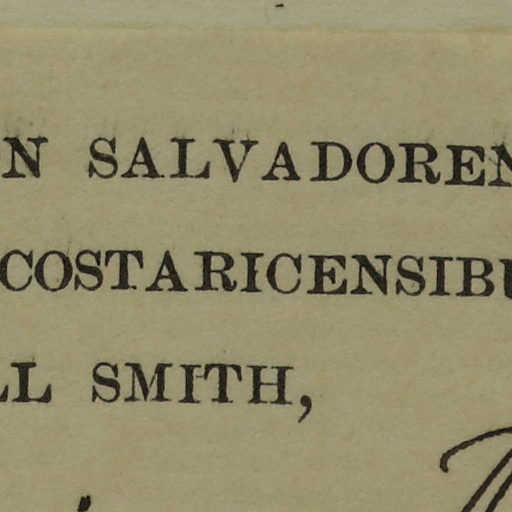 N SALVADOREN
COSTARICENSIBU
LL SMITH,